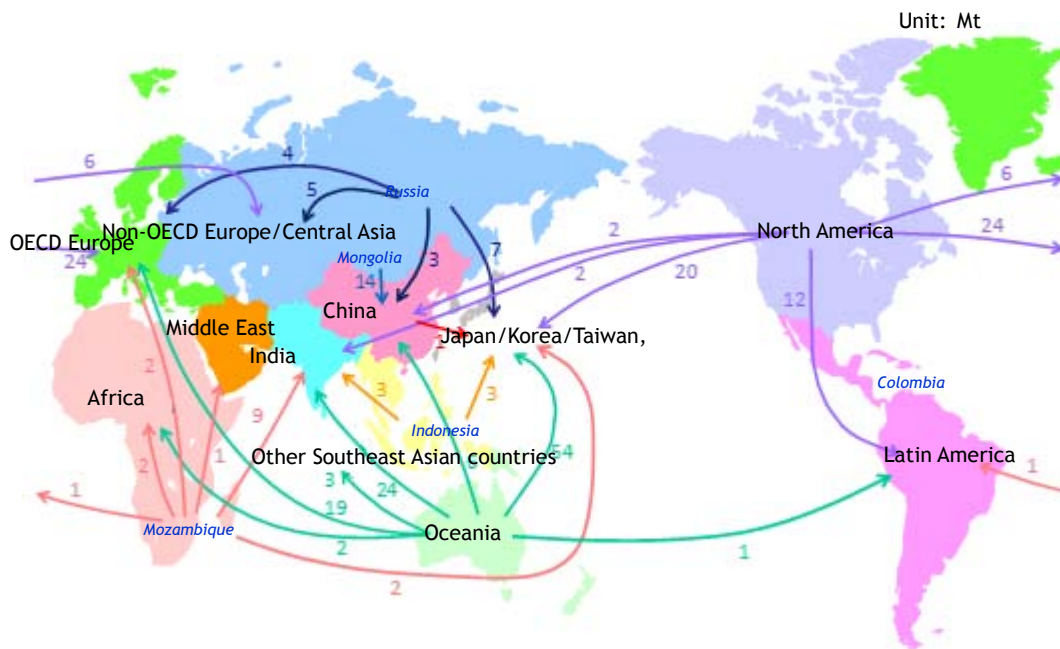 Unit: Mt
6
4
6
5
Russia
Non-OECD Europe/Central Asia
OECD Europe
2
North America
24
7
24
Mongolia
3
2
20
14
12
China
Middle East
Japan/Korea/Taiwan,
India
2
Colombia
Africa
3
3
9
Indonesia
54
Other Southeast Asian countries
Latin America
1
2
3
24
1
1
19
Mozambique
Oceania
2
1
2